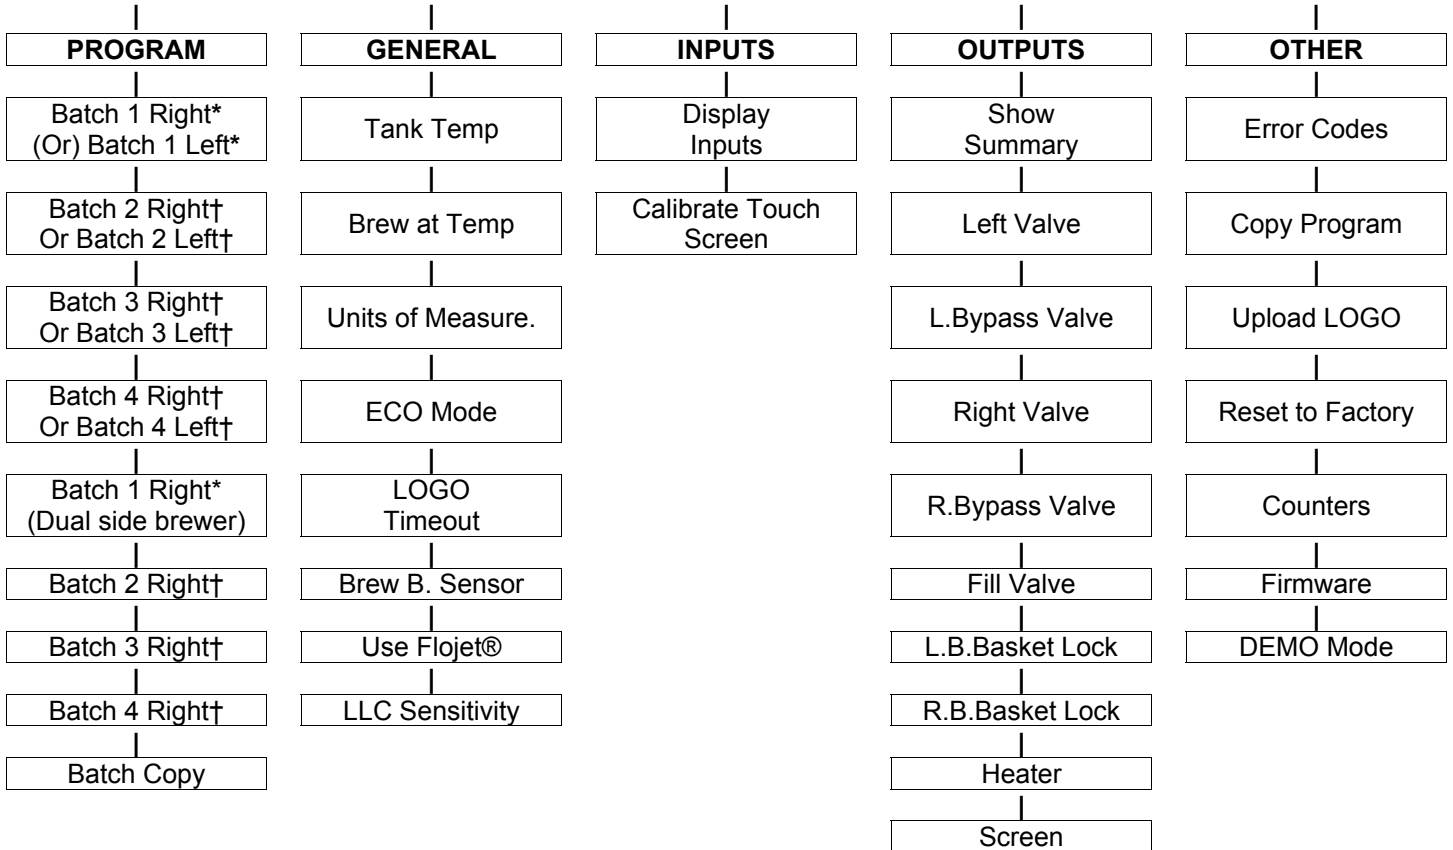 PROGRAM
Batch 1 Right*
(Or) Batch 1 Left*
Batch 2 Right†
Or Batch 2 Left†
Batch 3 Right†
Or Batch 3 Left†
Batch 4 Right†
Or Batch 4 Left†
Batch 1 Right*
(Dual side brewer)
Batch 2 Right†
Batch 3 Right†
Batch 4 Right†
Batch Copy
GENERAL
Tank Temp
Brew at Temp
Units of Measure.
ECO Mode
LOGO
Timeout
Brew B. Sensor
Use Flojet®
LLC Sensitivity
INPUTS
Display
Inputs
Calibrate Touch
Screen
OUTPUTS
Show
Summary
Left Valve
L.Bypass Valve
Right Valve
R.Bypass Valve
Fill Valve
L.B.Basket Lock
R.B.Basket Lock
Heater
Screen
OTHER
Error Codes
Copy Program
Upload LOGO
Reset to Factory
Counters
Firmware
DEMO Mode